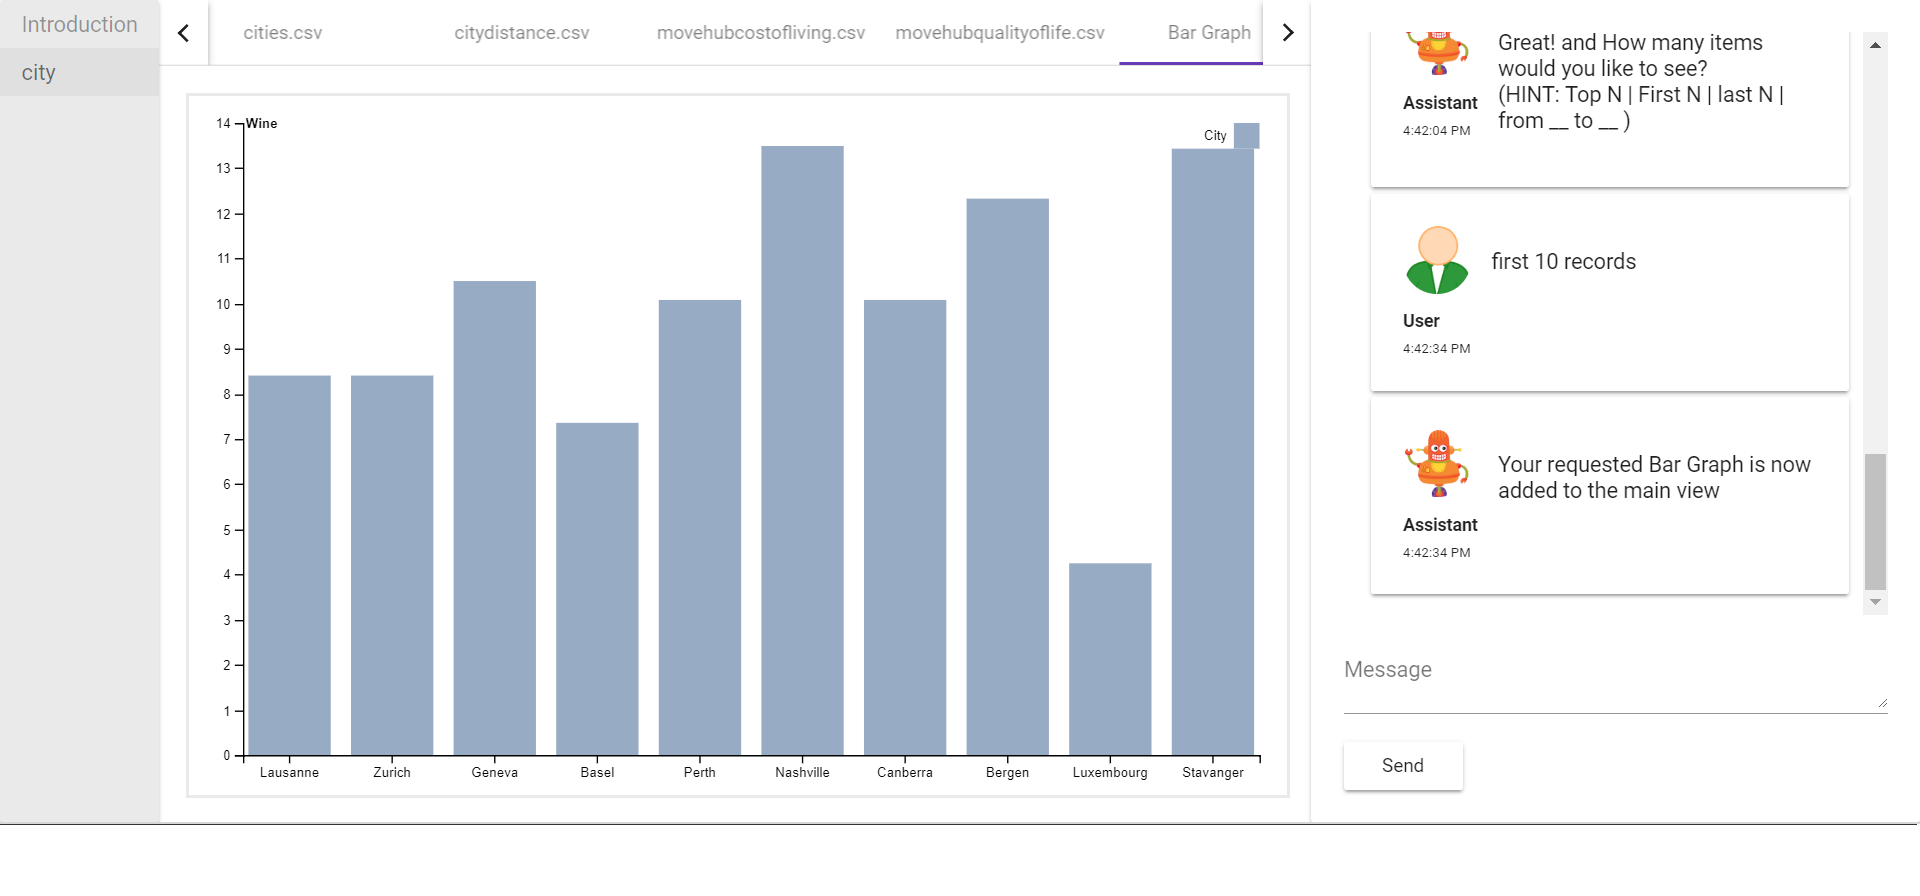 Introduction
city
cities.csv
citydistance.csv
movehubcostofliving.csv
movehubqualityoflife.csv
Bar Graph
Wine
City
14
13
12
11
10
9
8
7
6
5
4
3
2
1
0
Lausanne
Zurich
Geneva
Basel
Perth
Nashville
Canberra
Bergen
Luxembourg
Stavanger
Great! and How many items
would you like to see?
(HINT: Top N | First N | last N |
from __ to __ )
Assistant
4:42:04 PM
first 10 records
User
4:42:34 PM
Your requested Bar Graph is now
added to the main view
Assistant
4:42:34 PM
Message
Send